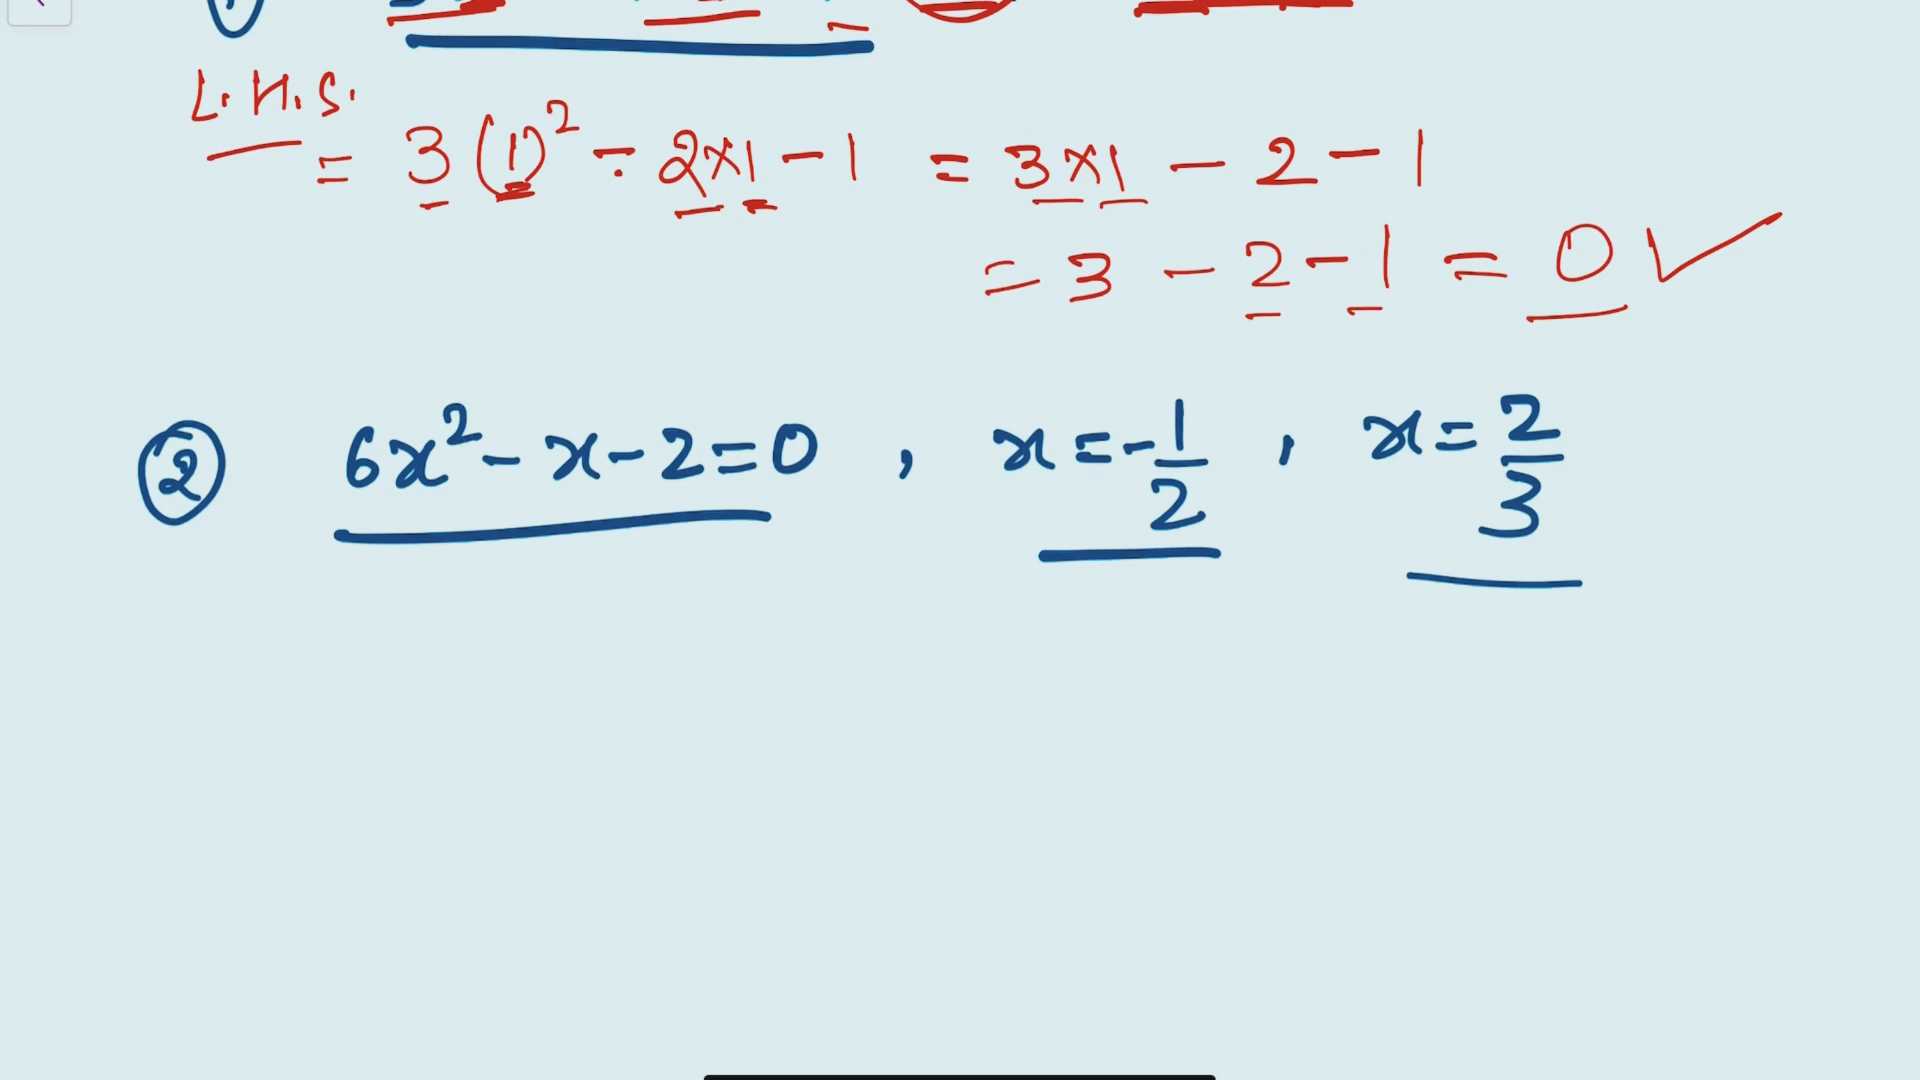 L.H.S.
= 3(1)² - 2×1 - 1 = 3×1 - 2 - 1
= 3 - 2 - 1 = 0 ✓
② 6x² - x - 2 = 0 , x = -1/2 , x = 2/3